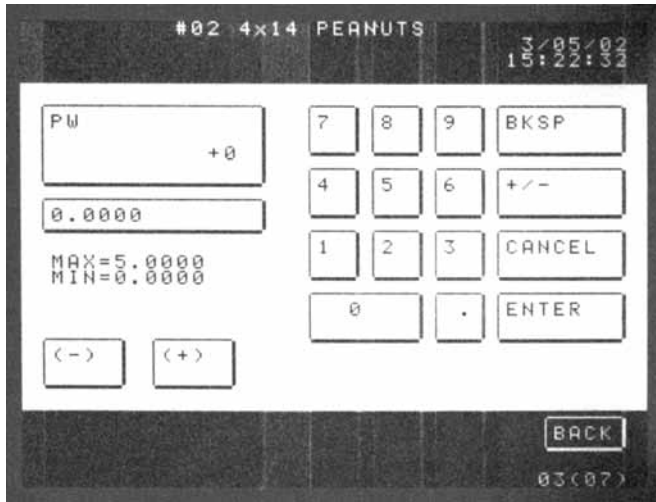 #02 4x14 PEANUTS
3/05/02
15:22:32
PW
+0
0.0000
MAX=5.0000
MIN=0.0000
(-) (+)
7 8 9 BKSP
4 5 6 +/-
1 2 3 CANCEL
0 . ENTER
BACK
03(07)